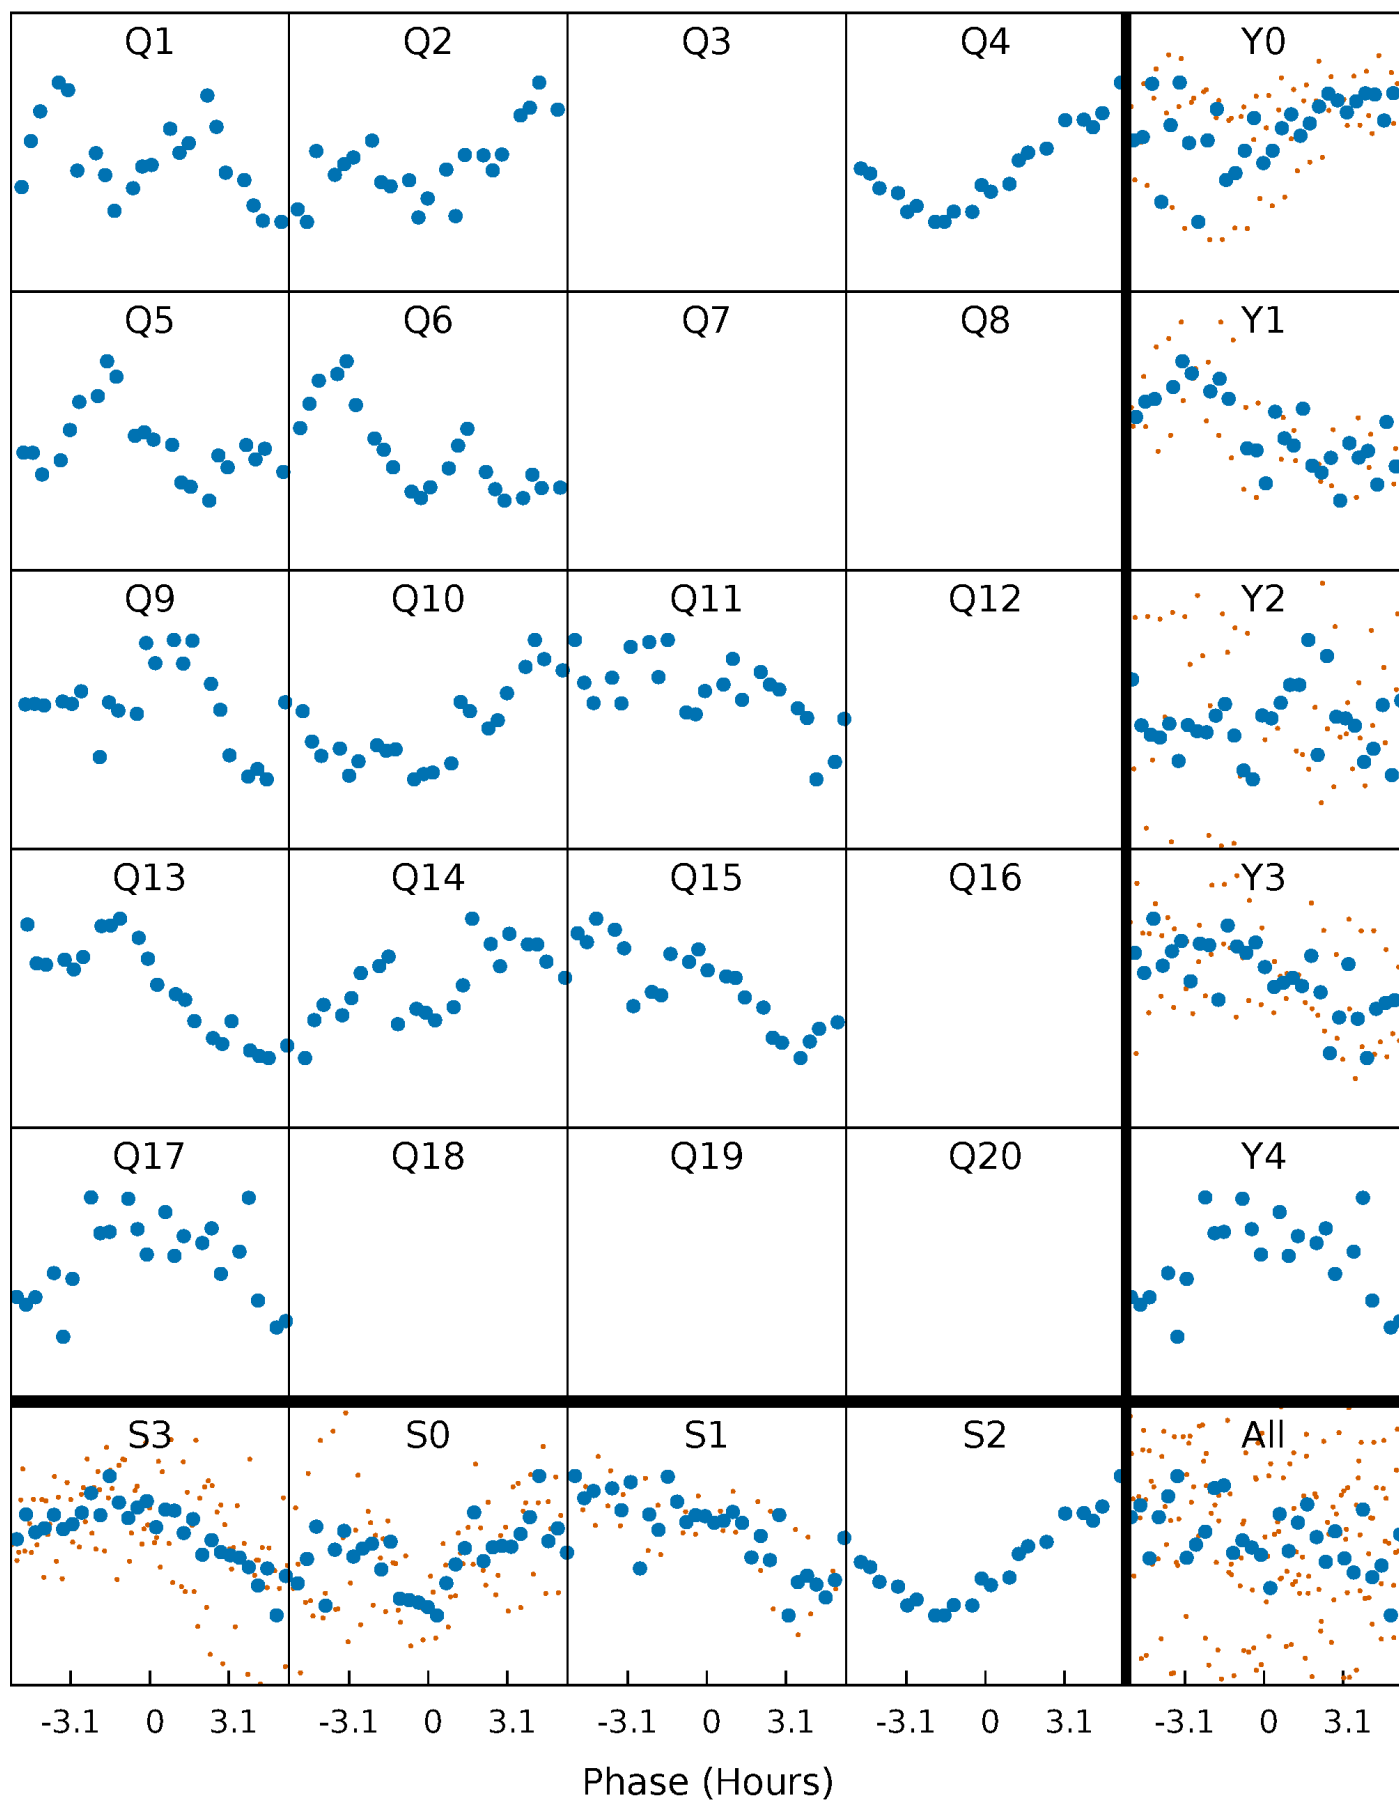 Q1 Q2 Q3 Q4 Y0
Q5 Q6 Q7 Q8 Y1
Q9 Q10 Q11 Q12 Y2
Q13 Q14 Q15 Q16 Y3
Q17 Q18 Q19 Q20 Y4
S3 S0 S1 S2 All
-3.1 0 3.1 -3.1 0 3.1 -3.1 0 3.1 -3.1 0 3.1 -3.1 0 3.1
Phase (Hours)